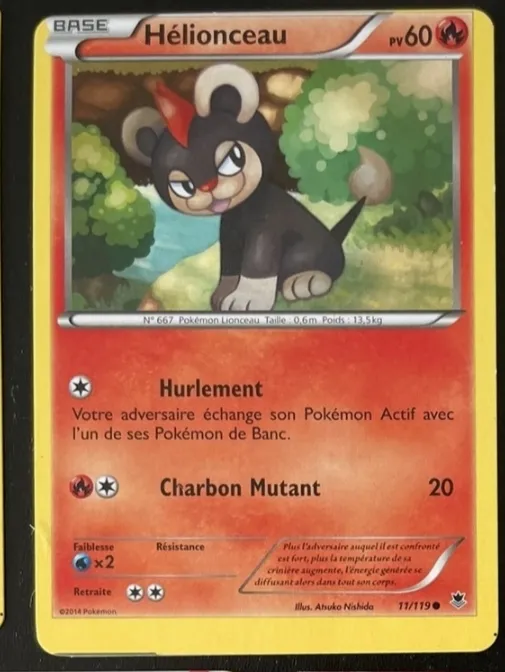 BASE
Hélionceau
PV60
N° 667 Pokémon Lionceau Taille : 0,6m Poids : 13,5kg
Hurlement
Votre adversaire échange son Pokémon Actif avec
l'un de ses Pokémon de Banc.
Charbon Mutant 20
Faiblesse
Résistance
x2
Retraite
Plus l'adversaire auquel il est confronté
est fort, plus la température de sa
crinière augmente, l'énergie générée se
diffusant alors dans tout son corps.
©2014 Pokémon
Illus. Atsuko Nishida
11/119